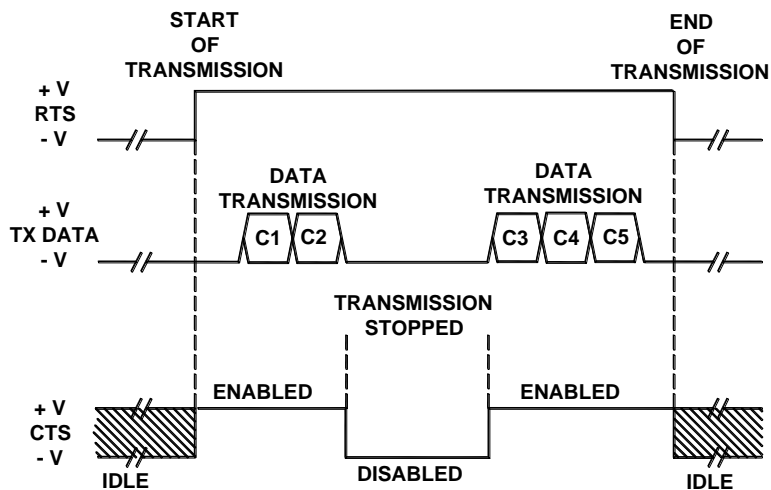 START
OF
TRANSMISSION
END
OF
TRANSMISSION
+ V
RTS
- V
DATA
TRANSMISSION
DATA
TRANSMISSION
+ V
TX DATA
- V
C1
C2
C3
C4
C5
TRANSMISSION
STOPPED
+ V
CTS
- V
ENABLED
ENABLED
IDLE
DISABLED
IDLE